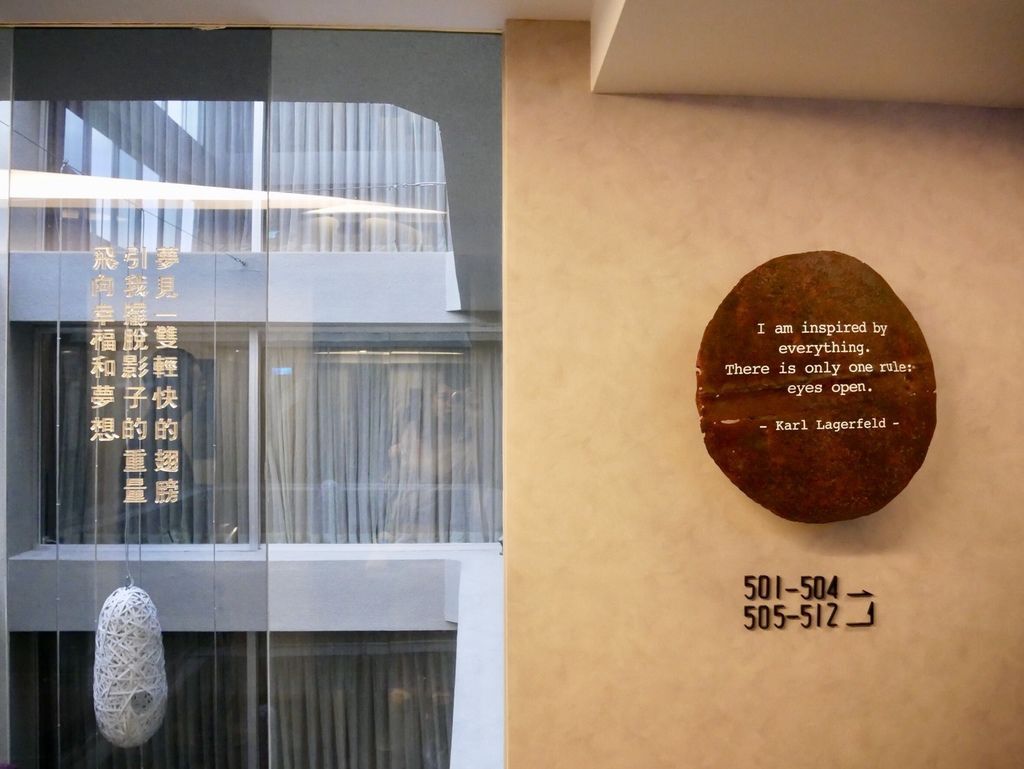 夢見一雙輕快的翅膀
引我擺脫影子的重量
飛向幸福和夢想
I am inspired by
everything.
There is only one rule:
eyes open.
- Karl Lagerfeld -
501-504 →
505-512 ↲